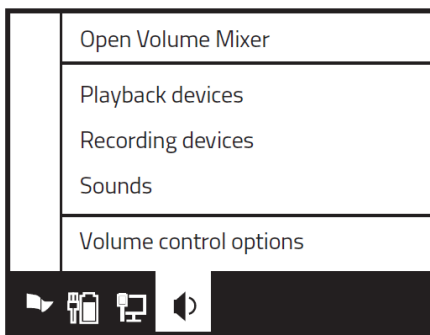 Open Volume Mixer
Playback devices
Recording devices
Sounds
Volume control options